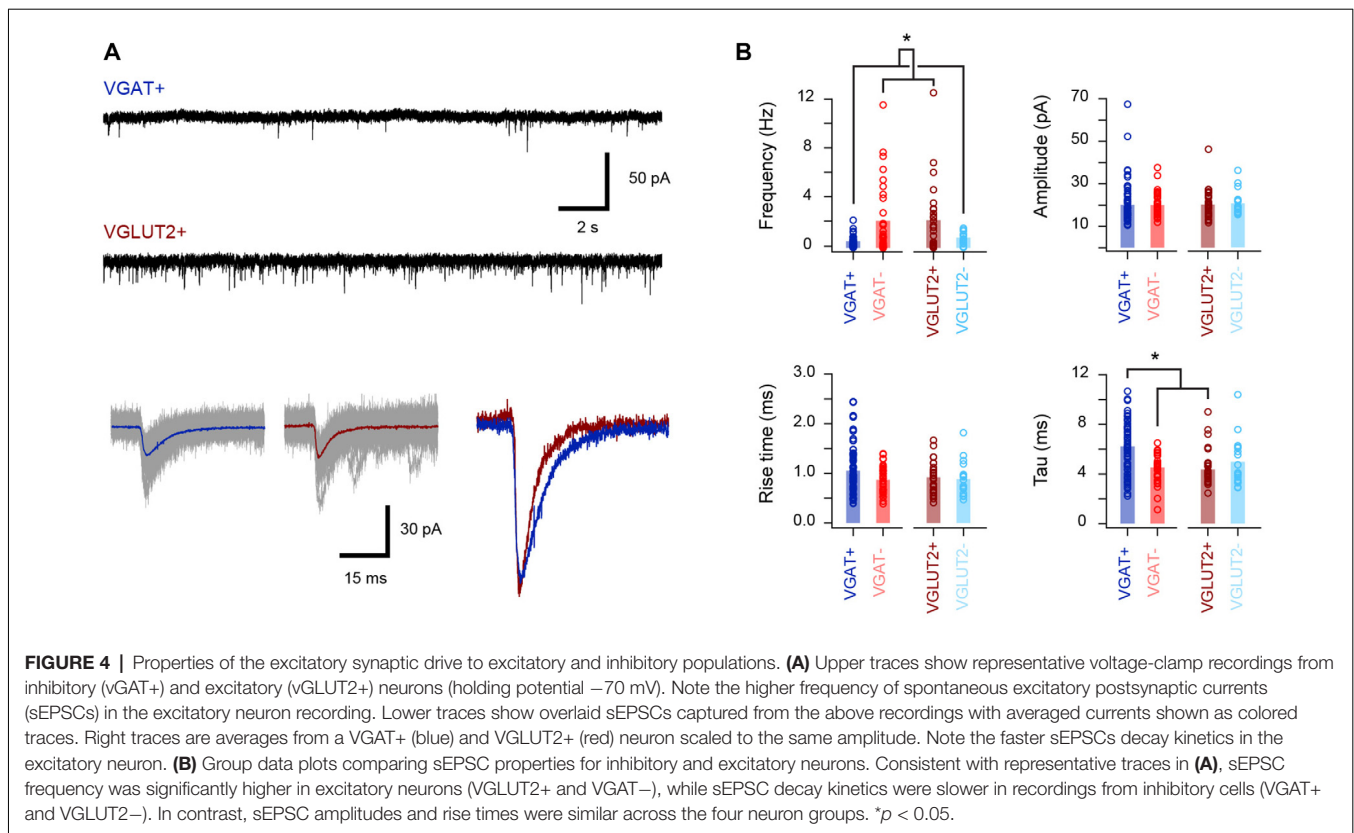 A
VGAT+
50 pA
2 s
VGLUT2+
30 pA
15 ms
B
*
12
8
4
0
Frequency (Hz)
VGAT+
VGAT-
VGLUT2+
VGLUT2-
70
50
30
10
Amplitude (pA)
VGAT+
VGAT-
VGLUT2+
VGLUT2-
3.0
2.0
1.0
0.0
Rise time (ms)
VGAT+
VGAT-
VGLUT2+
VGLUT2-
*
12
8
4
0
Tau (ms)
VGAT+
VGAT-
VGLUT2+
VGLUT2-
FIGURE 4 | Properties of the excitatory synaptic drive to excitatory and inhibitory populations. (A) Upper traces show representative voltage-clamp recordings from
inhibitory (vGAT+) and excitatory (vGLUT2+) neurons (holding potential −70 mV). Note the higher frequency of spontaneous excitatory postsynaptic currents
(sEPSCs) in the excitatory neuron recording. Lower traces show overlaid sEPSCs captured from the above recordings with averaged currents shown as colored
traces. Right traces are averages from a VGAT+ (blue) and VGLUT2+ (red) neuron scaled to the same amplitude. Note the faster sEPSCs decay kinetics in the
excitatory neuron. (B) Group data plots comparing sEPSC properties for inhibitory and excitatory neurons. Consistent with representative traces in (A), sEPSC
frequency was significantly higher in excitatory neurons (VGLUT2+ and VGAT−), while sEPSC decay kinetics were slower in recordings from inhibitory cells (VGAT+
and VGLUT2−). In contrast, sEPSC amplitudes and rise times were similar across the four neuron groups. *p < 0.05.